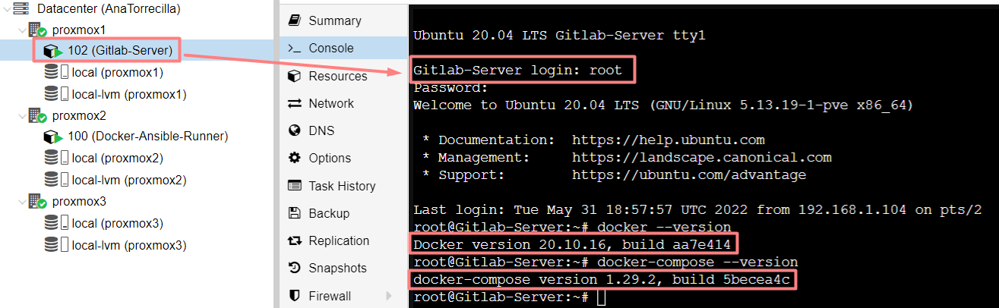 Datacenter (AnaTorrecilla)
proxmox1
102 (Gitlab-Server)
local (proxmox1)
local-lvm (proxmox1)
proxmox2
100 (Docker-Ansible-Runner)
local (proxmox2)
local-lvm (proxmox2)
proxmox3
local (proxmox3)
local-lvm (proxmox3)
Summary
>_ Console
Resources
Network
DNS
Options
Task History
Backup
Replication
Snapshots
Firewall
Ubuntu 20.04 LTS Gitlab-Server tty1
Gitlab-Server login: root
Password:
Welcome to Ubuntu 20.04 LTS (GNU/Linux 5.13.19-1-pve x86_64)
* Documentation:  https://help.ubuntu.com
* Management:     https://landscape.canonical.com
* Support:        https://ubuntu.com/advantage
Last login: Tue May 31 18:57:57 UTC 2022 from 192.168.1.104 on pts/2
root@Gitlab-Server:~# docker --version
Docker version 20.10.16, build aa7e414
root@Gitlab-Server:~# docker-compose --version
docker-compose version 1.29.2, build 5becea4c
root@Gitlab-Server:~#